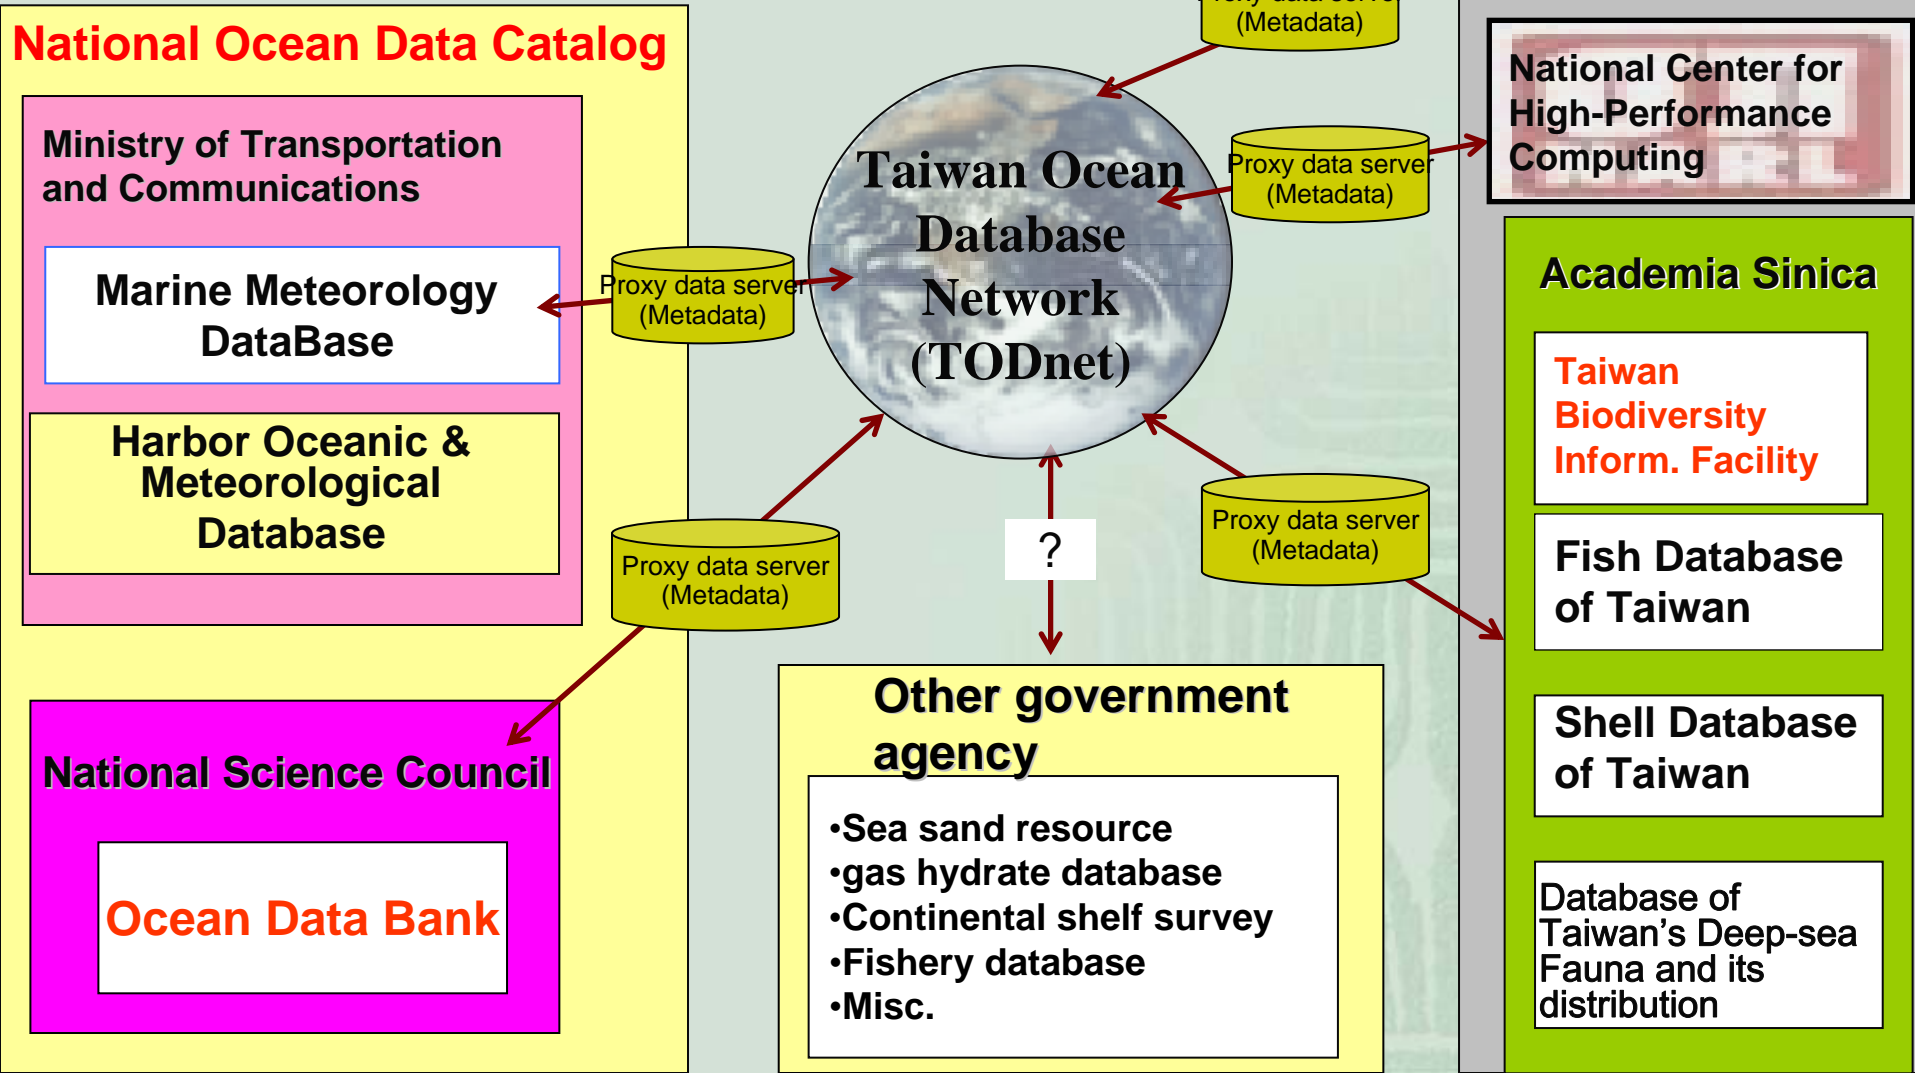 National Ocean Data Catalog
Ministry of Transportation
and Communications
Marine Meteorology
DataBase
Harbor Oceanic &
Meteorological
Database
National Science Council
Ocean Data Bank
Proxy data server
(Metadata)
Proxy data server
(Metadata)
Proxy data server
(Metadata)
Taiwan Ocean
Database
Network
(TODnet)
Proxy data server
(Metadata)
Proxy data server
(Metadata)
?
Other government
agency
•Sea sand resource
•gas hydrate database
•Continental shelf survey
•Fishery database
•Misc.
National Center for
High-Performance
Computing
Academia Sinica
Taiwan
Biodiversity
Inform. Facility
Fish Database
of Taiwan
Shell Database
of Taiwan
Database of
Taiwan's Deep-sea
Fauna and its
distribution